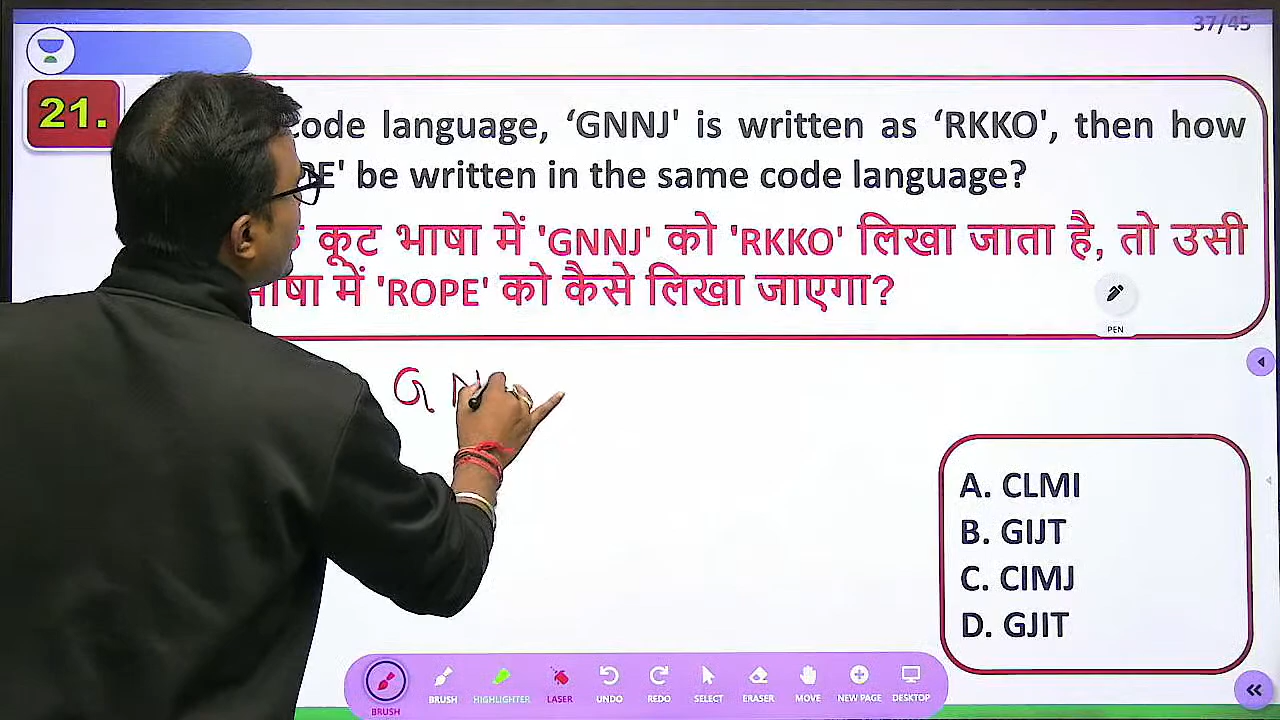 37/45
21.
code language, ‘GNNJ' is written as ‘RKKO', then how
PE' be written in the same code language?
कूट भाषा में 'GNNJ' को 'RKKO' लिखा जाता है, तो उसी
भाषा में 'ROPE' को कैसे लिखा जाएगा?
PEN
G N
A. CLMI
B. GIJT
C. CIMJ
D. GJIT
BRUSH BRUSH HIGHLIGHTER LASER UNDO REDO SELECT ERASER MOVE NEW PAGE DESKTOP